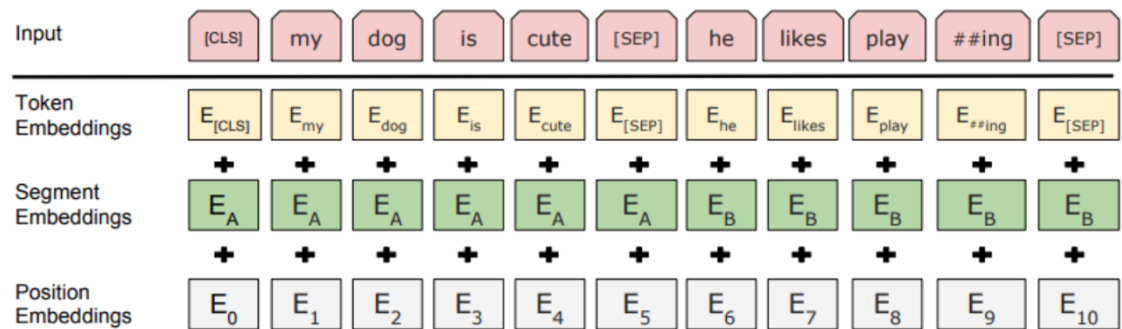 Input [CLS] my dog is cute [SEP] he likes play ##ing [SEP]
Token Embeddings E[CLS] Emy Edog Eis Ecute E[SEP] Ehe Elikes Eplay E##ing E[SEP]
+ + + + + + + + + + +
Segment Embeddings EA EA EA EA EA EA EB EB EB EB EB
+ + + + + + + + + + +
Position Embeddings E0 E1 E2 E3 E4 E5 E6 E7 E8 E9 E10